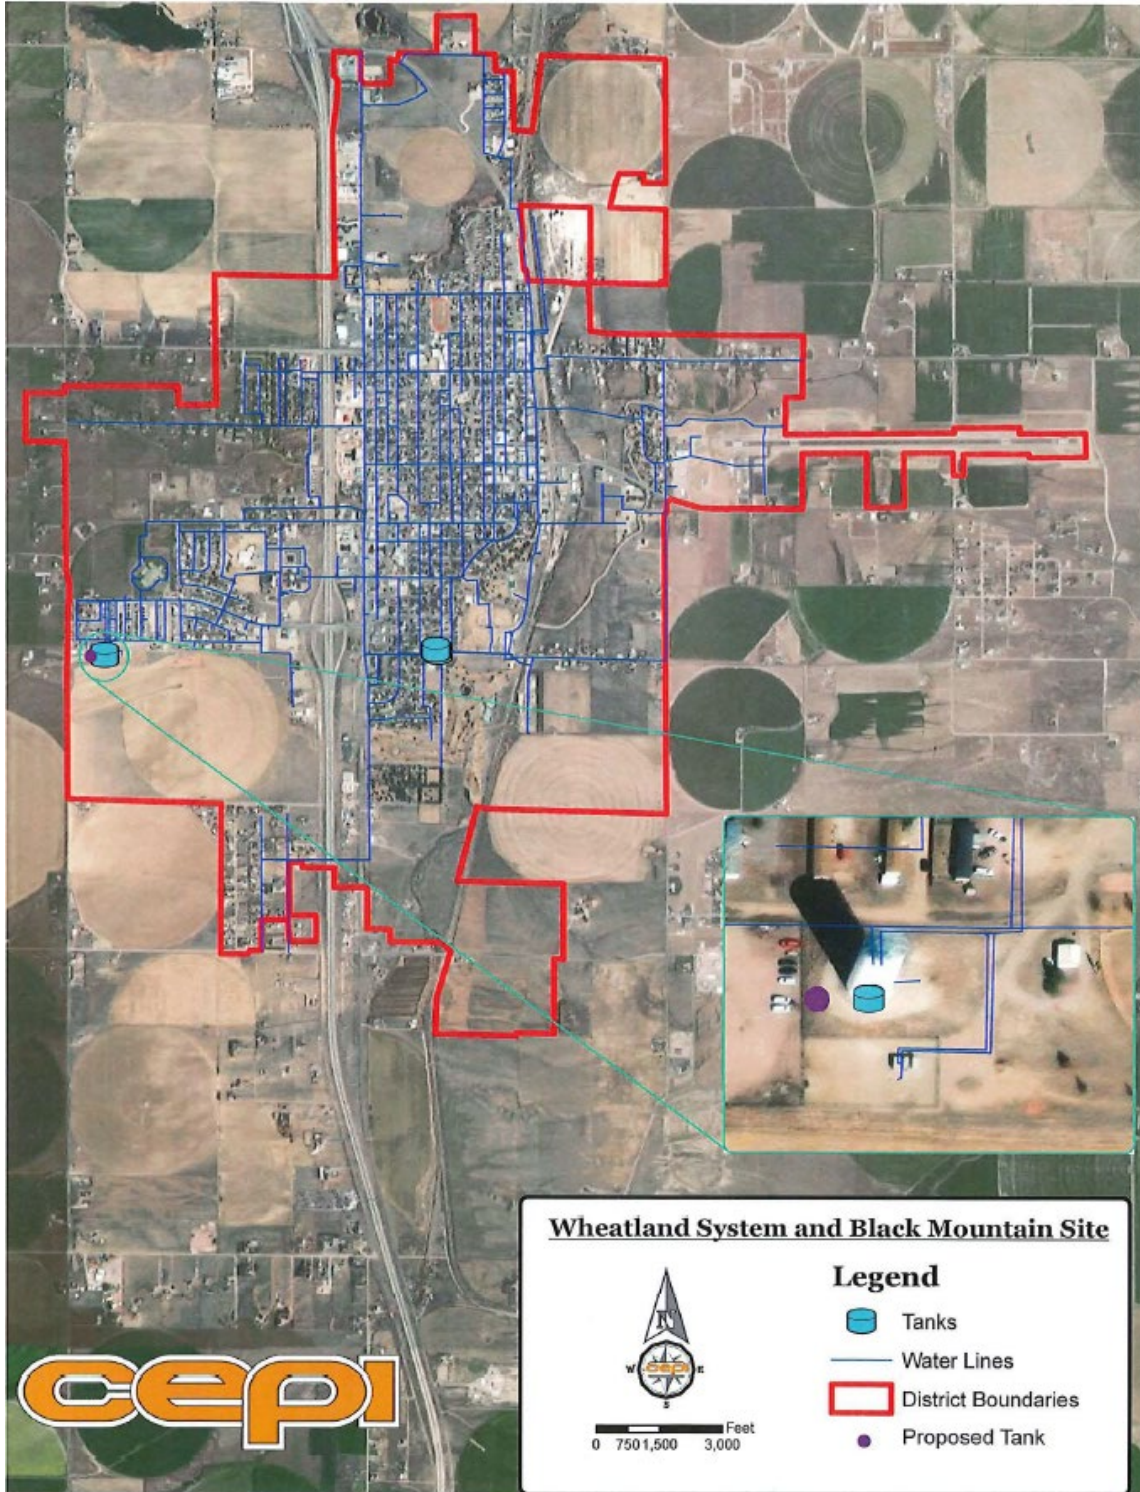 Wheatland System and Black Mountain Site
Legend
N
Tanks
W cepi E
S
Water Lines
District Boundaries
Feet
0 750 1,500 3,000
Proposed Tank
cepi